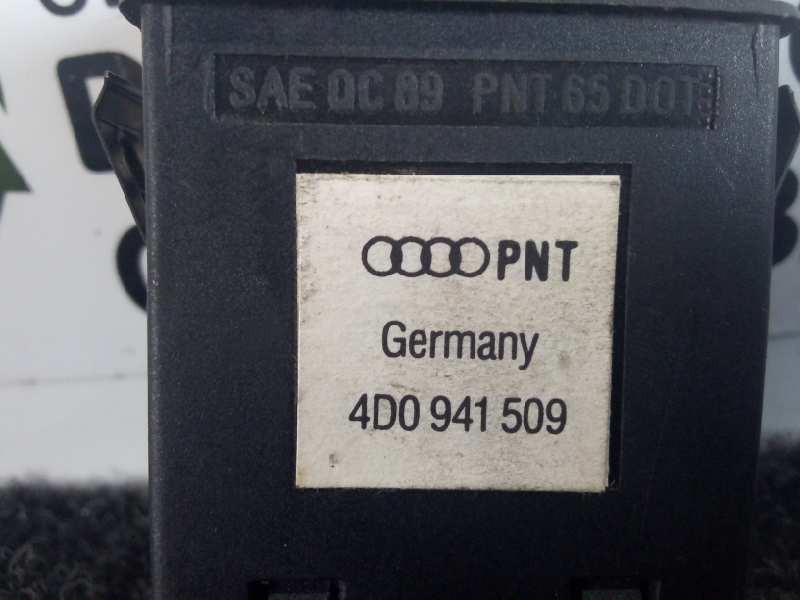 SAE QC 89 PNT 65 DOT
PNT
Germany
4D0 941 509